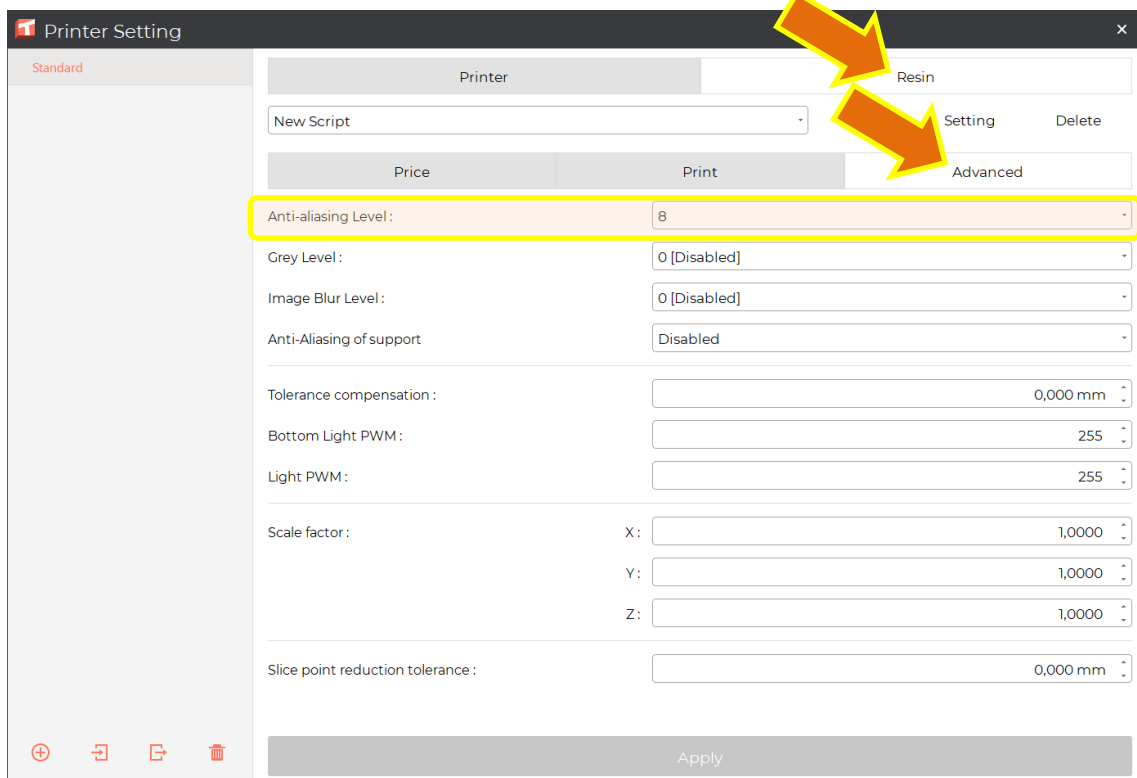 Printer Setting
Standard
Printer Resin
New Script Setting Delete
Price Print Advanced
Anti-aliasing Level : 8
Grey Level : 0 [Disabled]
Image Blur Level : 0 [Disabled]
Anti-Aliasing of support Disabled
Tolerance compensation : 0,000 mm
Bottom Light PWM : 255
Light PWM : 255
Scale factor : X : 1,0000
Y : 1,0000
Z : 1,0000
Slice point reduction tolerance : 0,000 mm
Apply